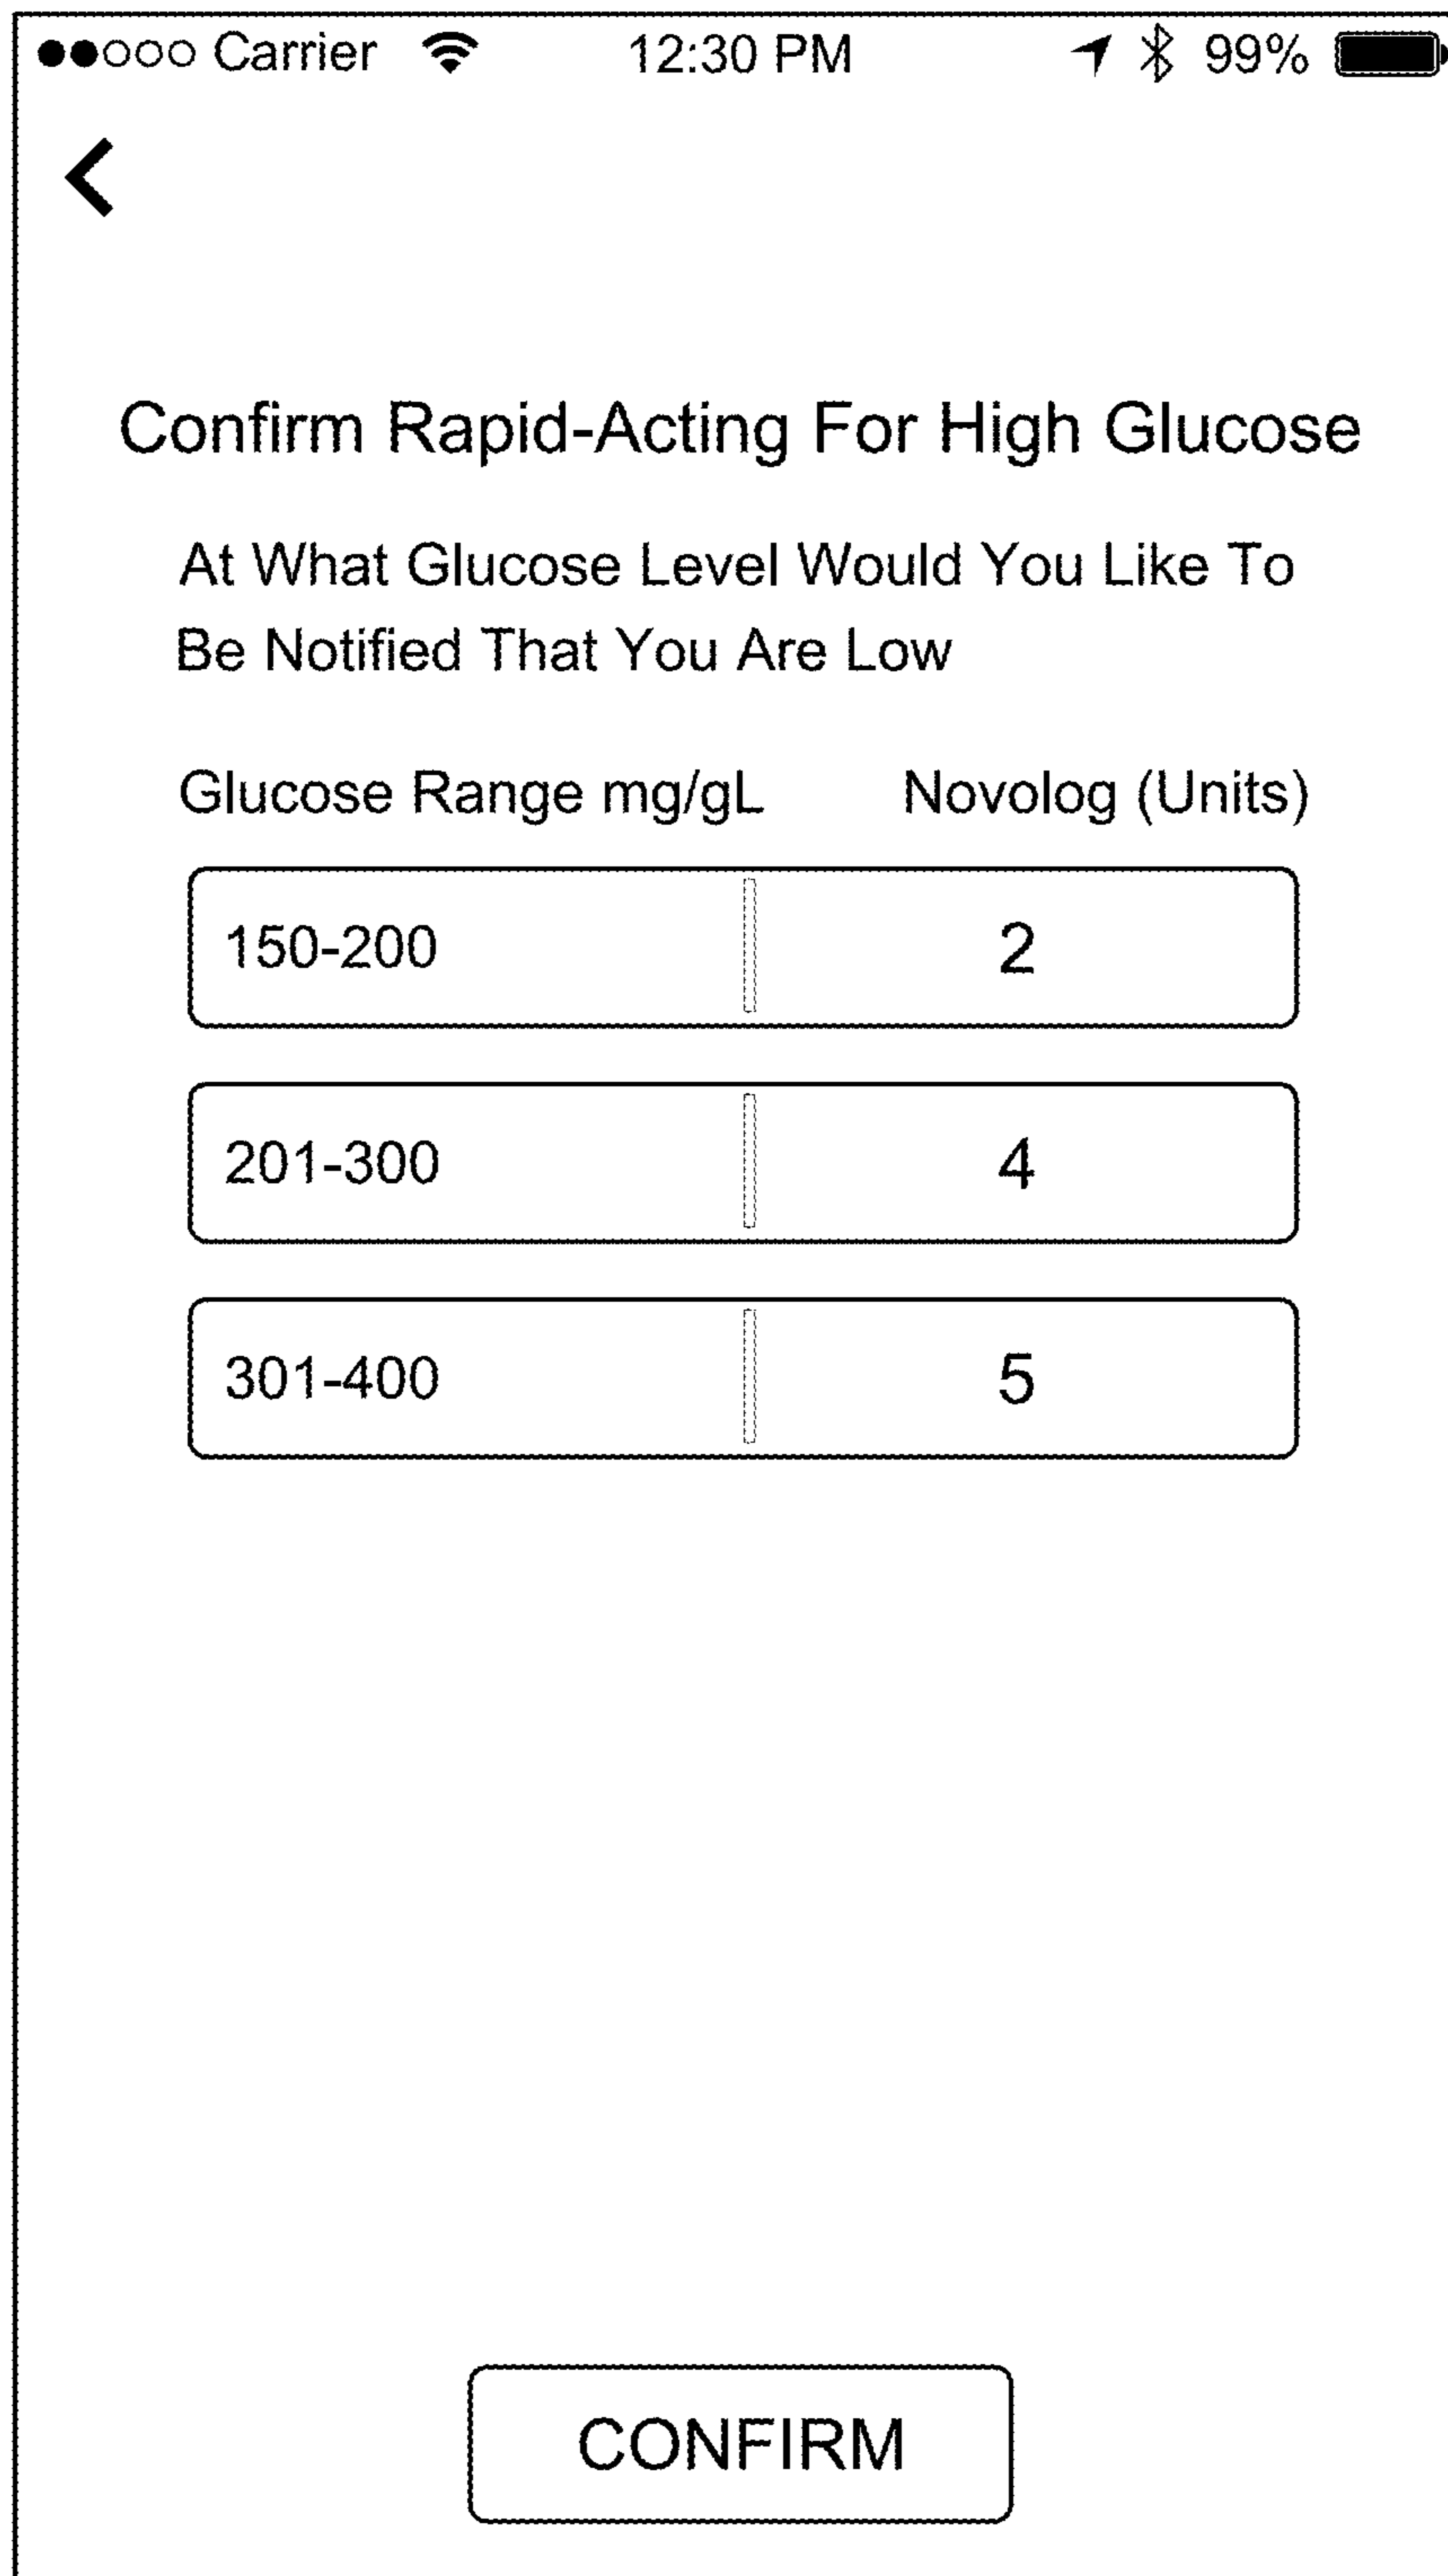 Carrier 12:30 PM 99%
Confirm Rapid-Acting For High Glucose
At What Glucose Level Would You Like To
Be Notified That You Are Low
Glucose Range mg/gL Novolog (Units)
150-200 2
201-300 4
301-400 5
CONFIRM